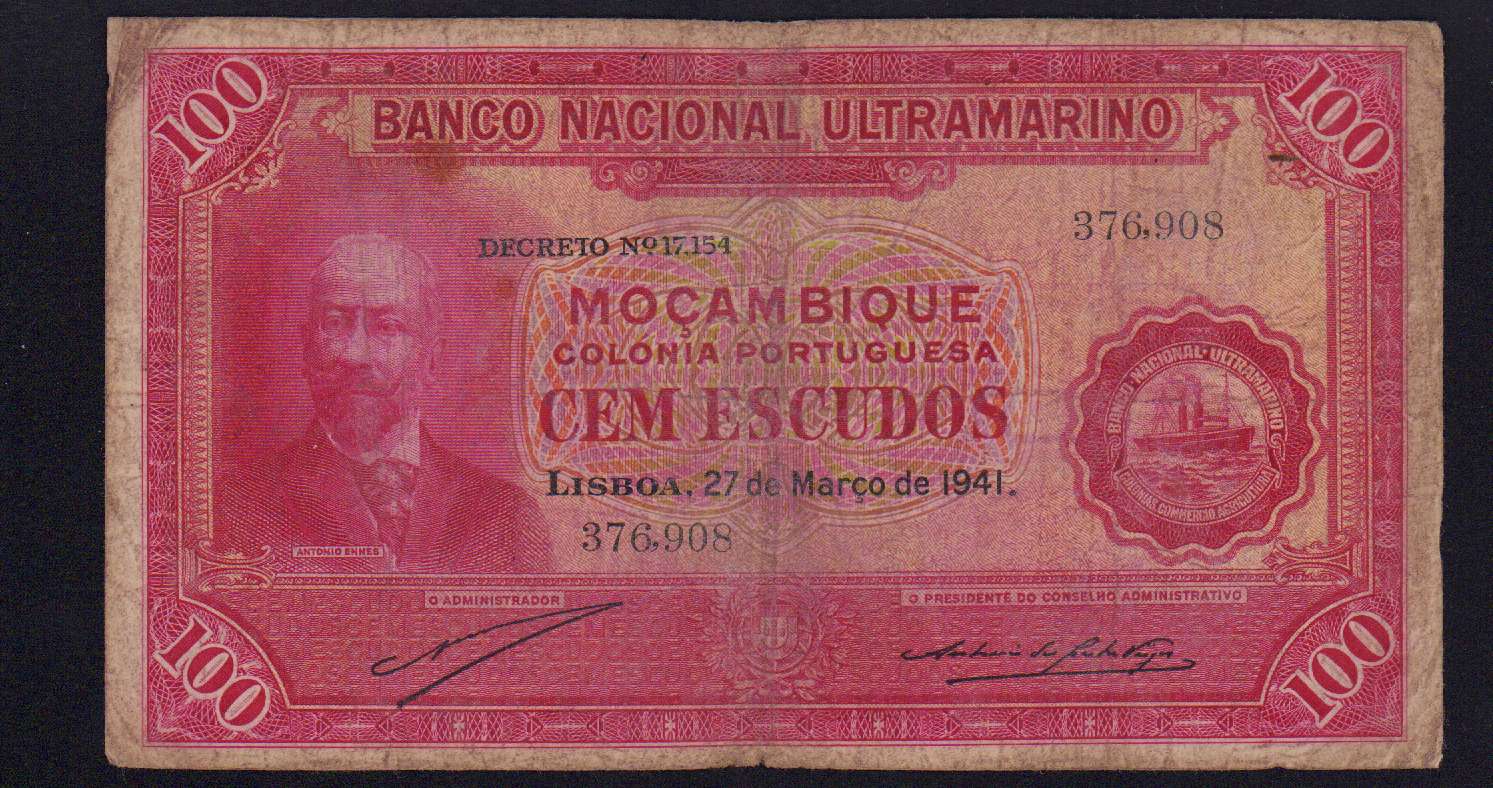 100
100
BANCO NACIONAL ULTRAMARINO
376,908
DECRETO Nº 17.154
MOÇAMBIQUE
COLONIA PORTUGUESA
CEM ESCUDOS
BANCO NACIONAL ULTRAMARINO
COLONIAS COMMERCIO AGRICULTURA
LISBOA, 27 de Março de 1941.
376,908
ANTONIO ENNES
O ADMINISTRADOR
O PRESIDENTE DO CONSELHO ADMINISTRATIVO
100
100